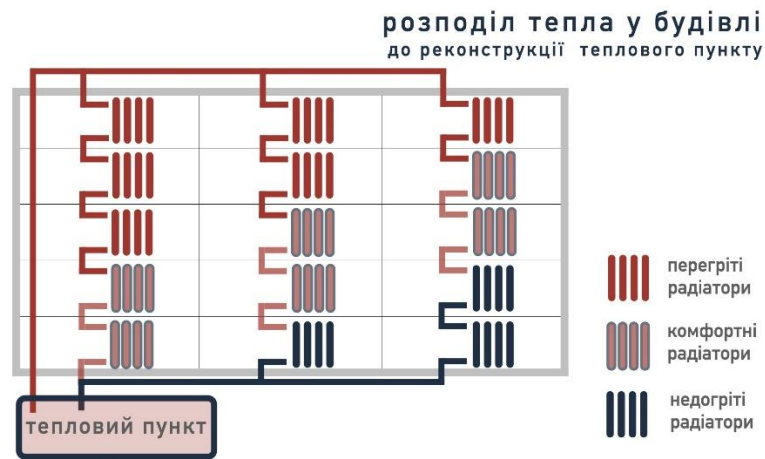 розподіл тепла у будівлі
до реконструкції теплового пункту
перегріті
радіатори
комфортні
радіатори
недогріті
радіатори
тепловий пункт